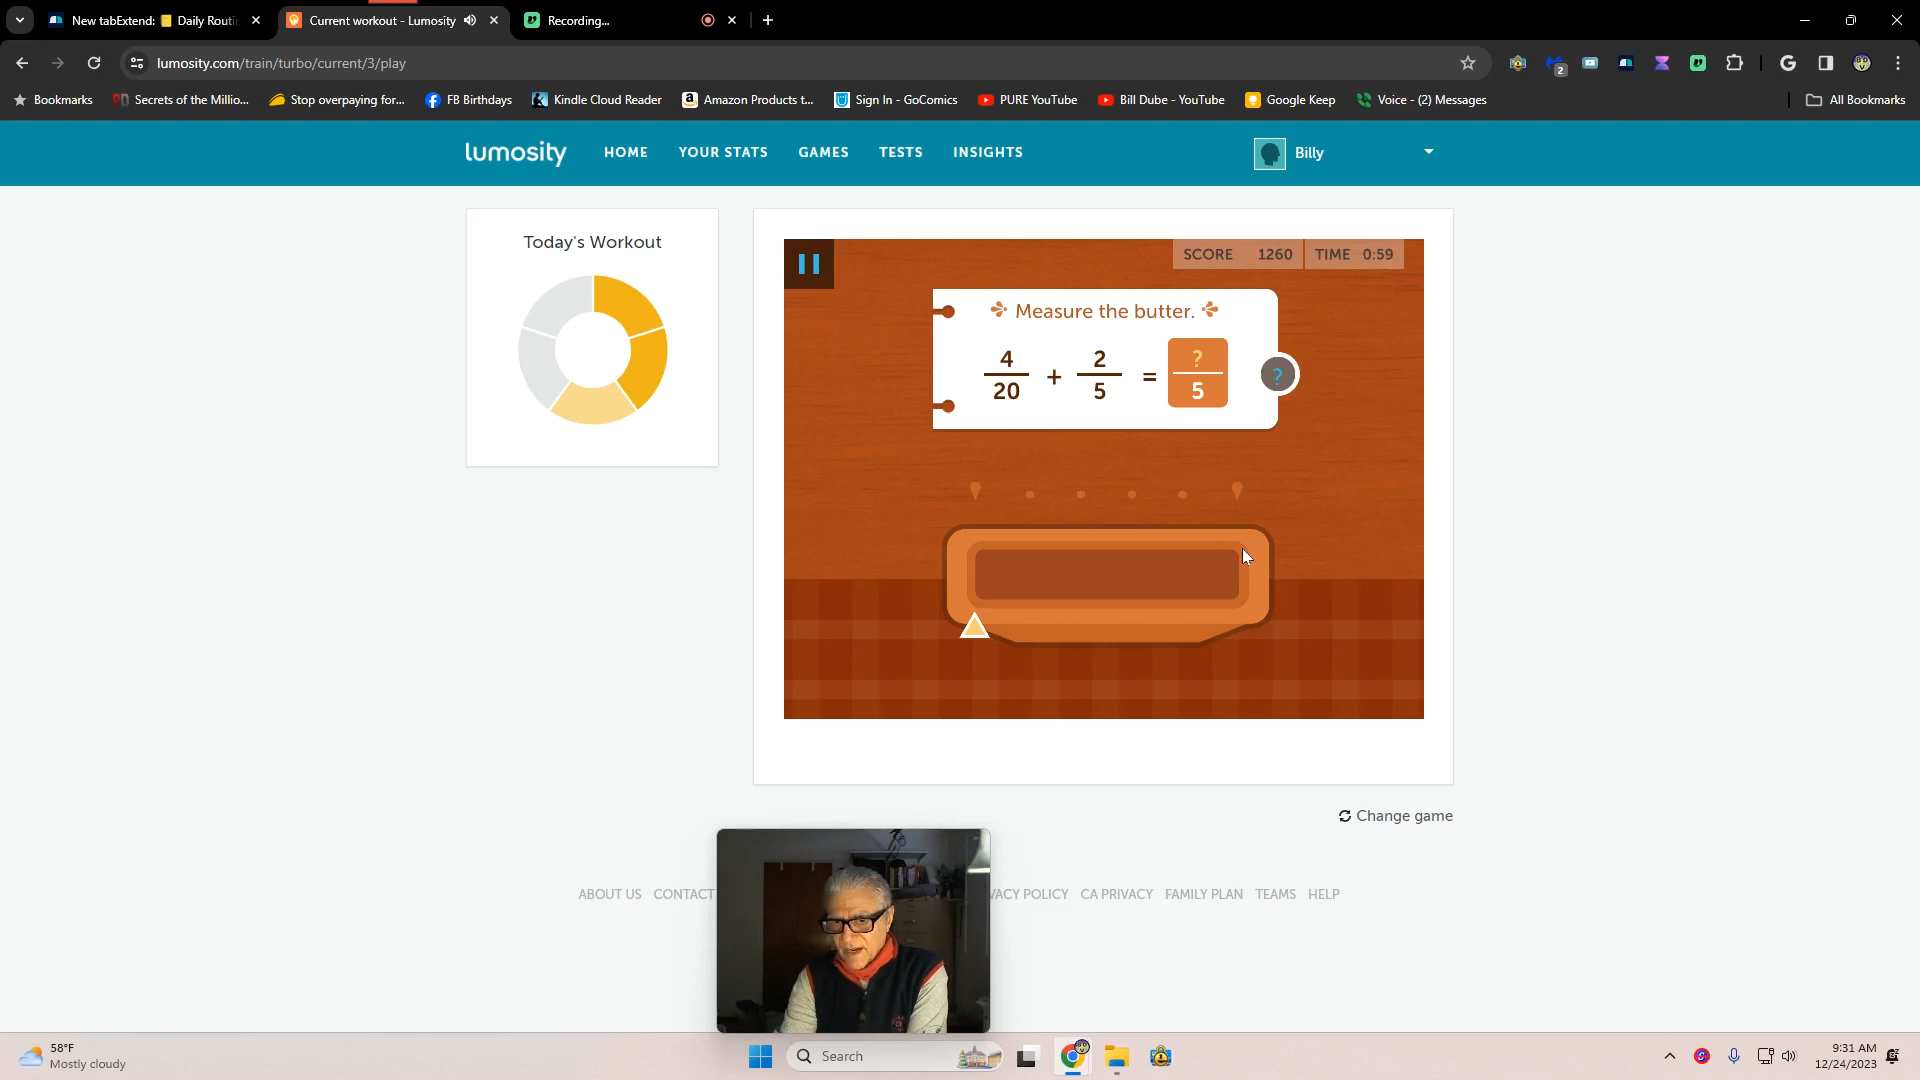 New tabExtend: Daily Routi
Current workout - Lumosity
Recording...
lumosity.com/train/turbo/current/3/play
2
G
Bookmarks
Secrets of the Millio...
Stop overpaying for...
FB Birthdays
Kindle Cloud Reader
Amazon Products t...
Sign In - GoComics
PURE YouTube
Bill Dube - YouTube
Google Keep
Voice - (2) Messages
All Bookmarks
lumosity
HOME
YOUR STATS
GAMES
TESTS
INSIGHTS
Billy
Today's Workout
SCORE 1260
TIME 0:59
Measure the butter.
4/20 + 2/5 = ?/5
?
Change game
ABOUT US
CONTACT
VACY POLICY
CA PRIVACY
FAMILY PLAN
TEAMS
HELP
58°F
Mostly cloudy
Search
9:31 AM
12/24/2023